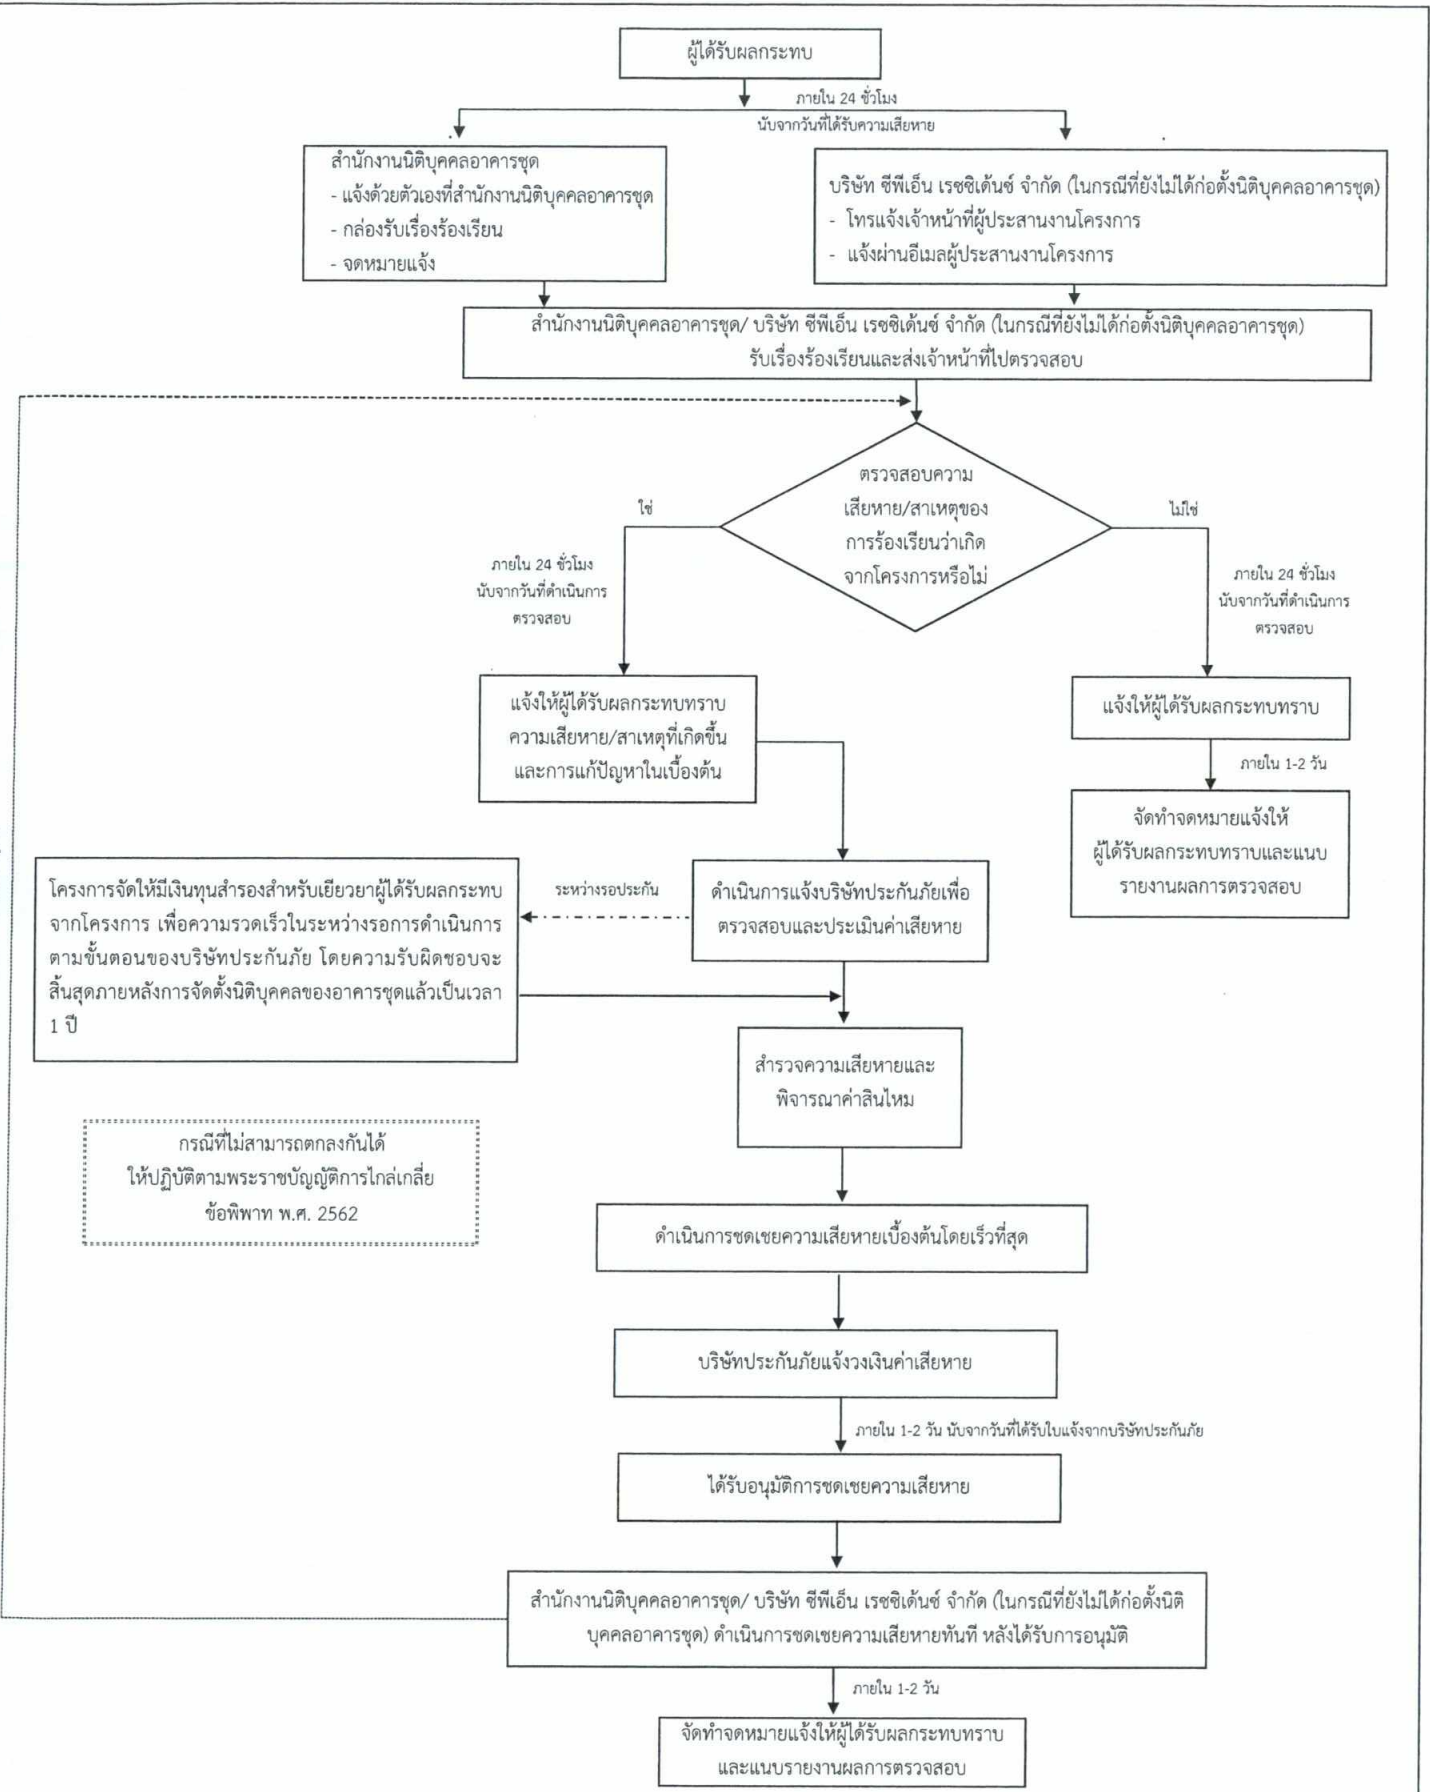 ผู้ได้รับผลกระทบ
ภายใน 24 ชั่วโมง
นับจากวันที่ได้รับความเสียหาย
สำนักงานนิติบุคคลอาคารชุด
- แจ้งด้วยตัวเองที่สำนักงานนิติบุคคลอาคารชุด
- กล่องรับเรื่องร้องเรียน
- จดหมายแจ้ง
บริษัท ซีพีเอ็น เรซซิเด้นซ์ จำกัด (ในกรณีที่ยังไม่ได้ก่อตั้งนิติบุคคลอาคารชุด)
- โทรแจ้งเจ้าหน้าที่ผู้ประสานงานโครงการ
- แจ้งผ่านอีเมลผู้ประสานงานโครงการ
สำนักงานนิติบุคคลอาคารชุด/ บริษัท ซีพีเอ็น เรซซิเด้นซ์ จำกัด (ในกรณีที่ยังไม่ได้ก่อตั้งนิติบุคคลอาคารชุด)
รับเรื่องร้องเรียนและส่งเจ้าหน้าที่ไปตรวจสอบ
ตรวจสอบความ
เสียหาย/สาเหตุของ
การร้องเรียนว่าเกิด
จากโครงการหรือไม่
ใช่
ไม่ใช่
ภายใน 24 ชั่วโมง
นับจากวันที่ดำเนินการ
ตรวจสอบ
ภายใน 24 ชั่วโมง
นับจากวันที่ดำเนินการ
ตรวจสอบ
แจ้งให้ผู้ได้รับผลกระทบทราบ
ความเสียหาย/สาเหตุที่เกิดขึ้น
และการแก้ปัญหาในเบื้องต้น
แจ้งให้ผู้ได้รับผลกระทบทราบ
ภายใน 1-2 วัน
จัดทำจดหมายแจ้งให้
ผู้ได้รับผลกระทบทราบและแนบ
รายงานผลการตรวจสอบ
ดำเนินการแจ้งบริษัทประกันภัยเพื่อ
ตรวจสอบและประเมินค่าเสียหาย
ระหว่างรอประกัน
โครงการจัดให้มีเงินทุนสำรองสำหรับเยียวยาผู้ได้รับผลกระทบ
จากโครงการ เพื่อความรวดเร็วในระหว่างรอการดำเนินการ
ตามขั้นตอนของบริษัทประกันภัย โดยความรับผิดชอบจะ
สิ้นสุดภายหลังการจัดตั้งนิติบุคคลของอาคารชุดแล้วเป็นเวลา
1 ปี
สำรวจความเสียหายและ
พิจารณาค่าสินไหม
กรณีที่ไม่สามารถตกลงกันได้
ให้ปฏิบัติตามพระราชบัญญัติการไกล่เกลี่ย
ข้อพิพาท พ.ศ. 2562
ดำเนินการชดเชยความเสียหายเบื้องต้นโดยเร็วที่สุด
บริษัทประกันภัยแจ้งวงเงินค่าเสียหาย
ภายใน 1-2 วัน นับจากวันที่ได้รับใบแจ้งจากบริษัทประกันภัย
ได้รับอนุมัติการชดเชยความเสียหาย
สำนักงานนิติบุคคลอาคารชุด/ บริษัท ซีพีเอ็น เรซซิเด้นซ์ จำกัด (ในกรณีที่ยังไม่ได้ก่อตั้งนิติ
บุคคลอาคารชุด) ดำเนินการชดเชยความเสียหายทันที หลังได้รับการอนุมัติ
ภายใน 1-2 วัน
จัดทำจดหมายแจ้งให้ผู้ได้รับผลกระทบทราบ
และแนบรายงานผลการตรวจสอบ